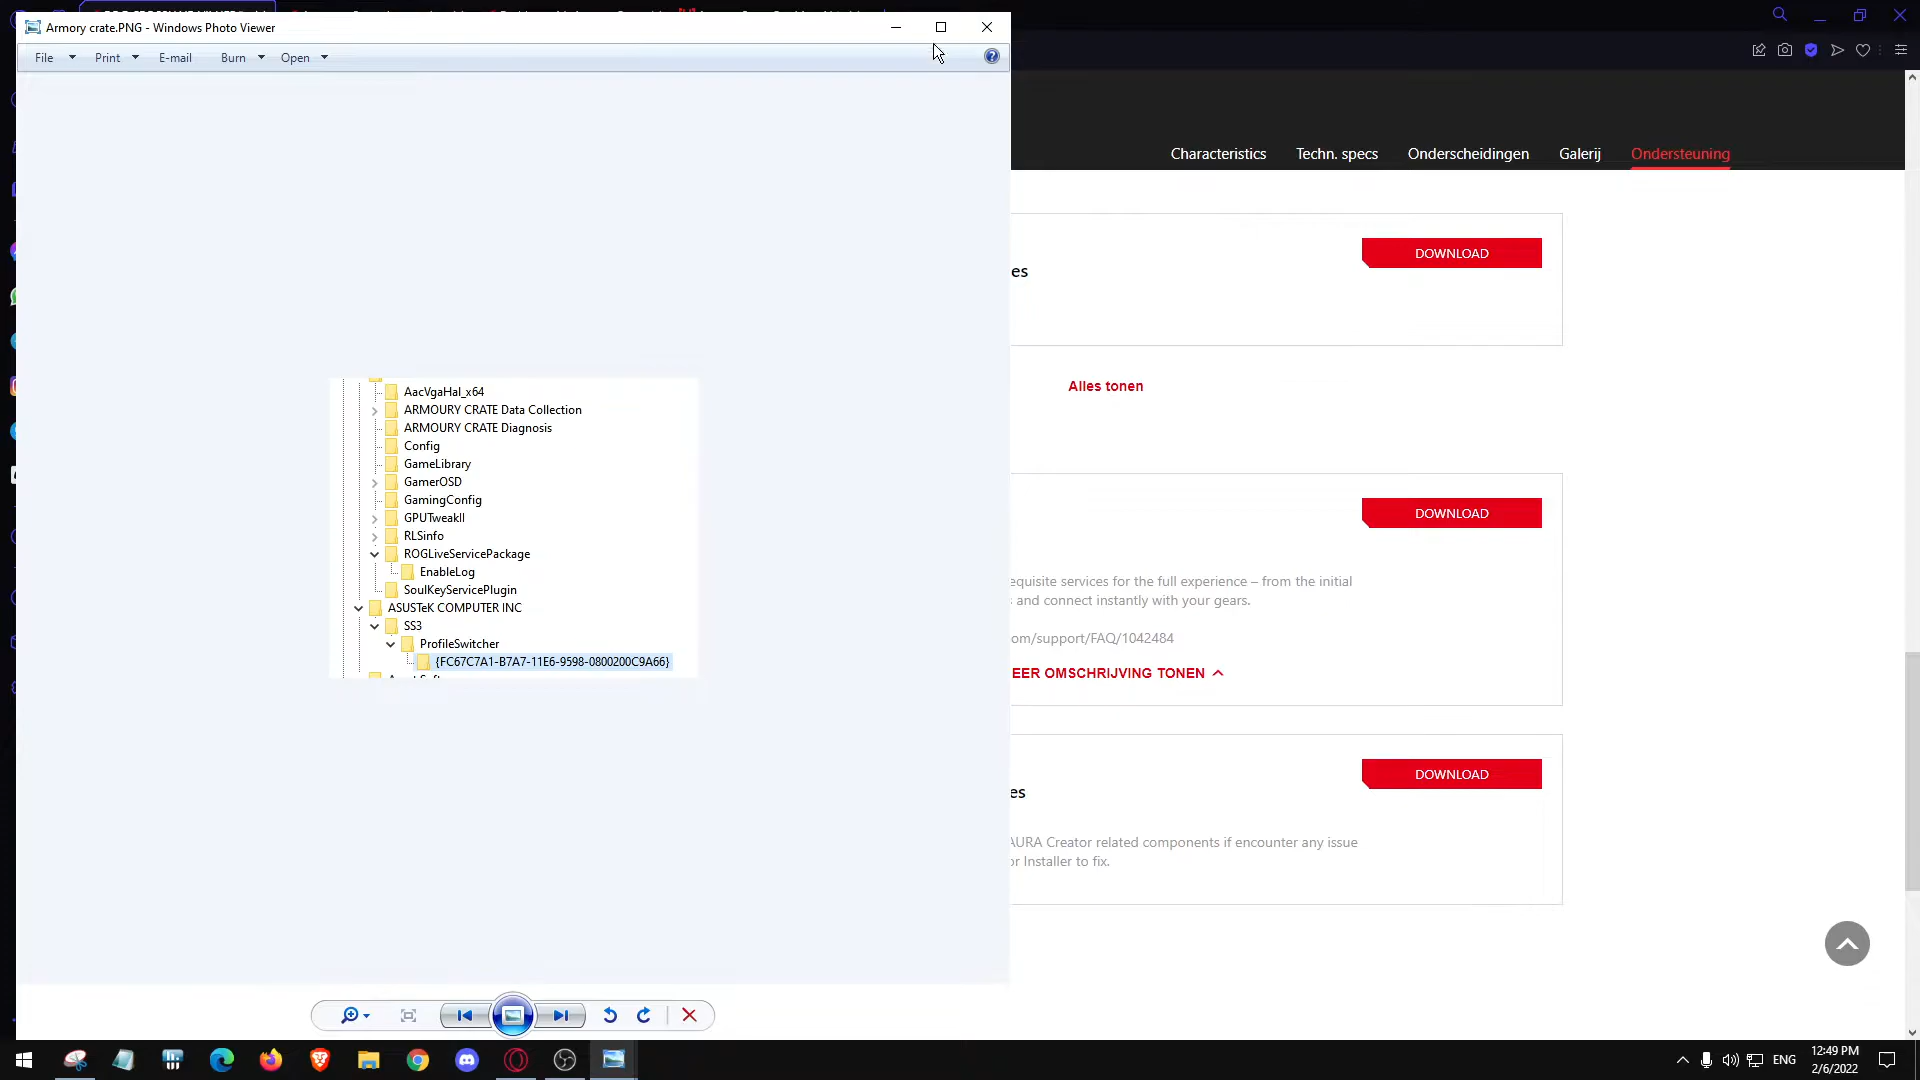 Armory crate.PNG - Windows Photo Viewer
File Print E-mail Burn Open
Characteristics Techn. specs Onderscheidingen Galerij Ondersteuning
AacVgaHal_x64
ARMOURY CRATE Data Collection
ARMOURY CRATE Diagnosis
Config
GameLibrary
GamerOSD
GamingConfig
GPUTweakII
RLSinfo
ROGLiveServicePackage
EnableLog
SoulKeyServicePlugin
ASUSTeK COMPUTER INC
SS3
ProfileSwitcher
{FC67C7A1-B7A7-11E6-9598-0800200C9A66}
DOWNLOAD
es
Alles tonen
DOWNLOAD
equisite services for the full experience – from the initial
and connect instantly with your gears.
om/support/FAQ/1042484
EER OMSCHRIJVING TONEN
DOWNLOAD
es
AURA Creator related components if encounter any issue
or Installer to fix.
ENG
12:49 PM
2/6/2022